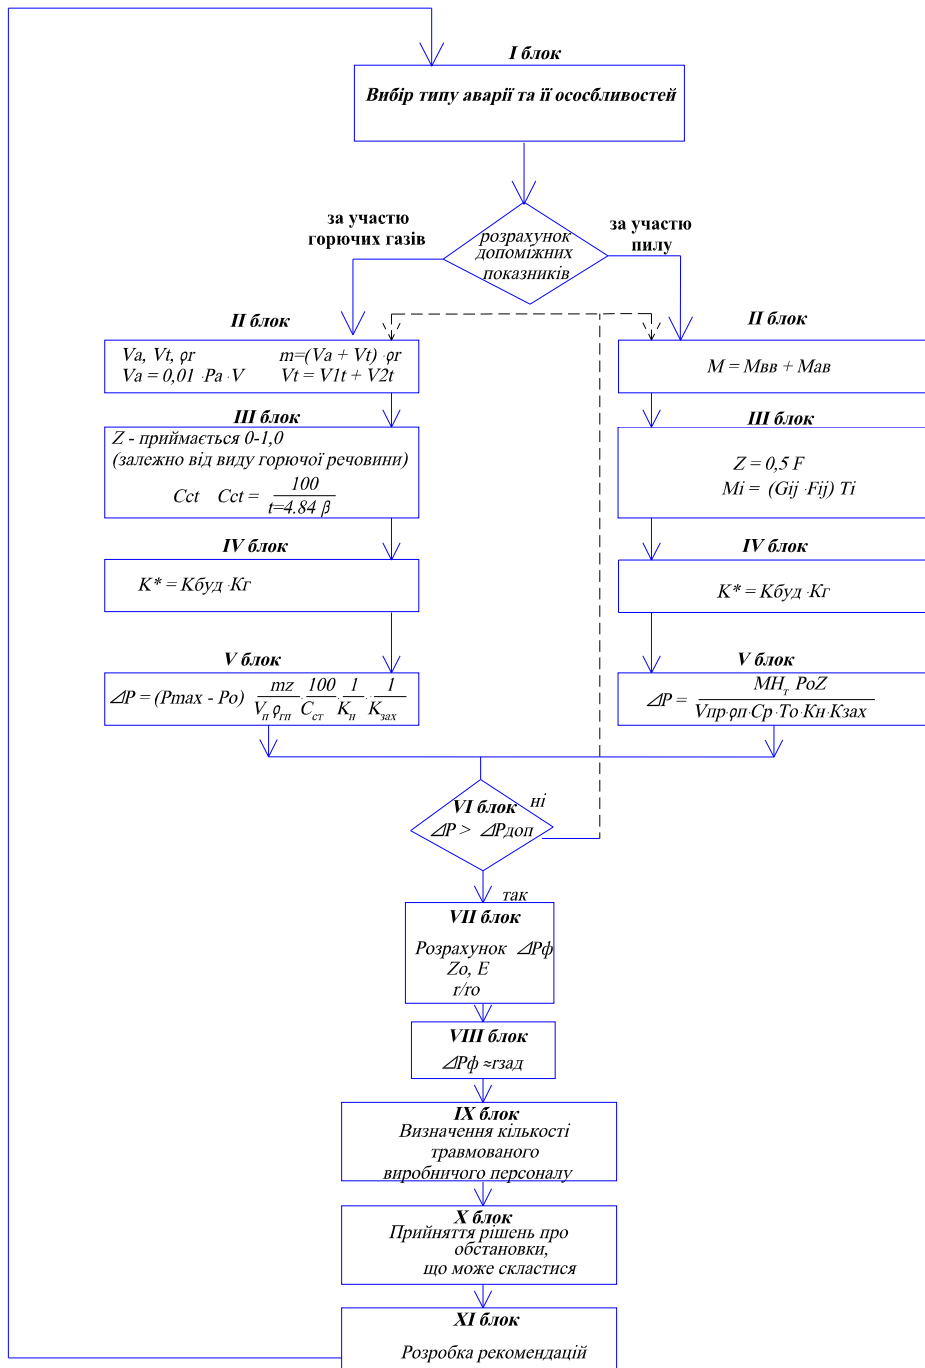 I блок
Вибір типу аварії та її ососбливостей
за участю
горючих газів
розрахунок
допоміжних
показників
за участю
пилу
II блок
Va, Vt, ρr m=(Va + Vt) ·ρr
Va = 0,01 ·Pa · V Vt = V1t + V2t
II блок
M = Mвв + Mав
III блок
Z - приймається 0-1,0
(залежно від виду горючої речовини)
Cct Cct = 100
t=4.84 β
III блок
Z = 0,5 F
Mi = (Gij ·Fij) Ti
IV блок
K* = Kбуд ·Kг
IV блок
K* = Kбуд ·Kг
V блок
⊿P = (Pmax - Po) mz/Vп ρгп · 100/Cст · 1/Kн · 1/Kзах
V блок
⊿P = MHт PoZ
Vпр·ρп·Cр·To·Kн·Kзах
VI блок ні
⊿P > ⊿Pдоп
так
VII блок
Розрахунок ⊿Pф
Zo, E
r/ro
VIII блок
⊿Pф ≈rзад
IX блок
Визначення кількості
травмованого
виробничого персоналу
X блок
Прийняття рішень про
обстановки,
що може скластися
XI блок
Розробка рекомендацій